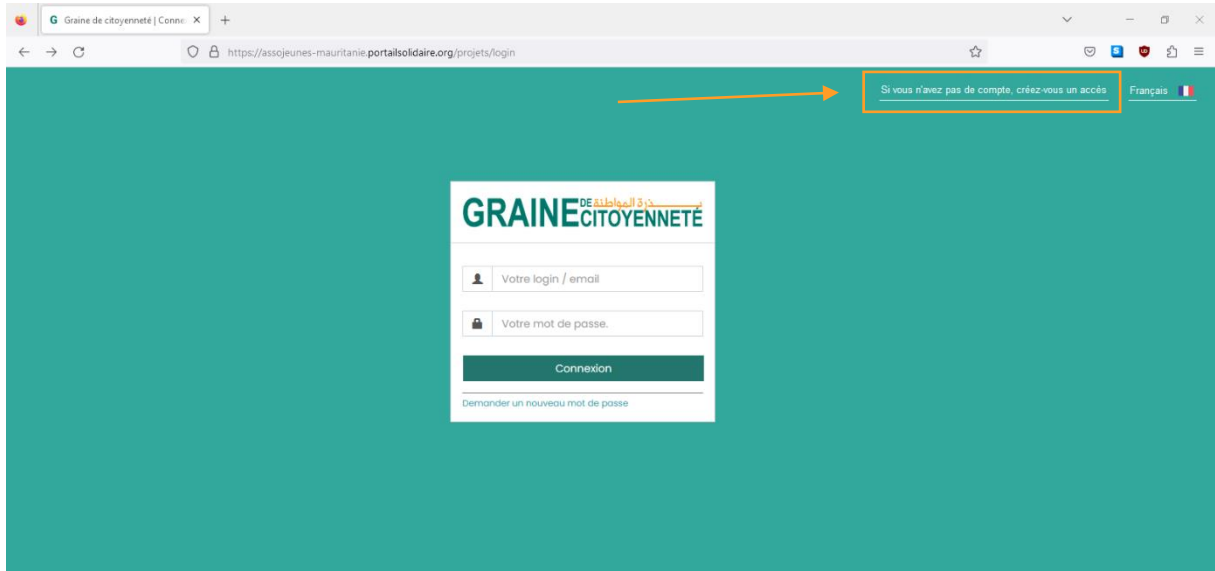 G Graine de citoyenneté | Conne
https://assojeunes-mauritanie.portailsolidaire.org/projets/login
Si vous n'avez pas de compte, créez-vous un accès
Français
GRAINE DE CITOYENNETÉ بـــذرة المواطنة
Votre login / email
Votre mot de passe.
Connexion
Demander un nouveau mot de passe